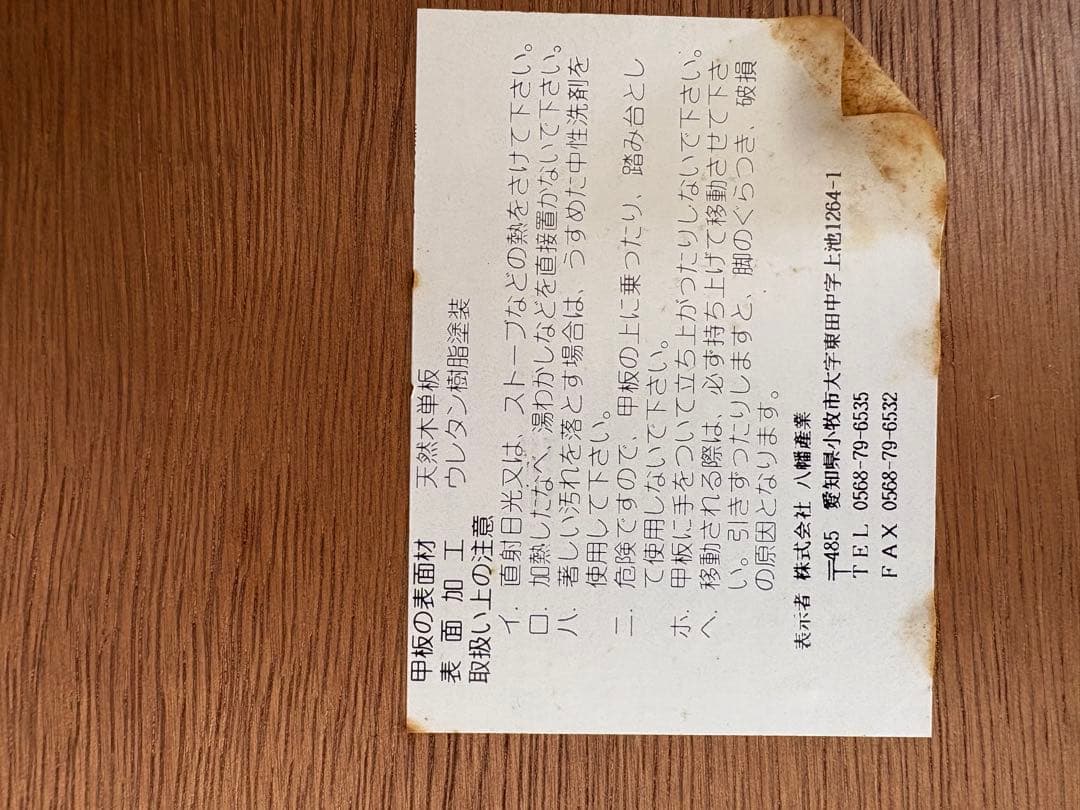 甲板の表面材　天然木単板
表面加工　ウレタン樹脂塗装
取扱い上の注意
イ．直射日光又は、ストーブなどの熱をさけて下さい。
ロ．加熱したなべ、湯わかしなどを直接置かないで下さい。
ハ．著しい汚れを落とす場合は、うすめた中性洗剤を
使用して下さい。
ニ．危険ですので、甲板の上に乗ったり、踏み台とし
て使用しないで下さい。
ホ．甲板に手をついて立ち上がったりしないで下さい。
ヘ．移動される際は、必ず持ち上げて移動させて下さ
い。引きずったりしますと、脚のぐらつき、破損
の原因となります。
表示者　株式会社　八幡産業
〒485　愛知県小牧市大字東田中字上池1264-1
TEL 0568-79-6535
FAX 0568-79-6532